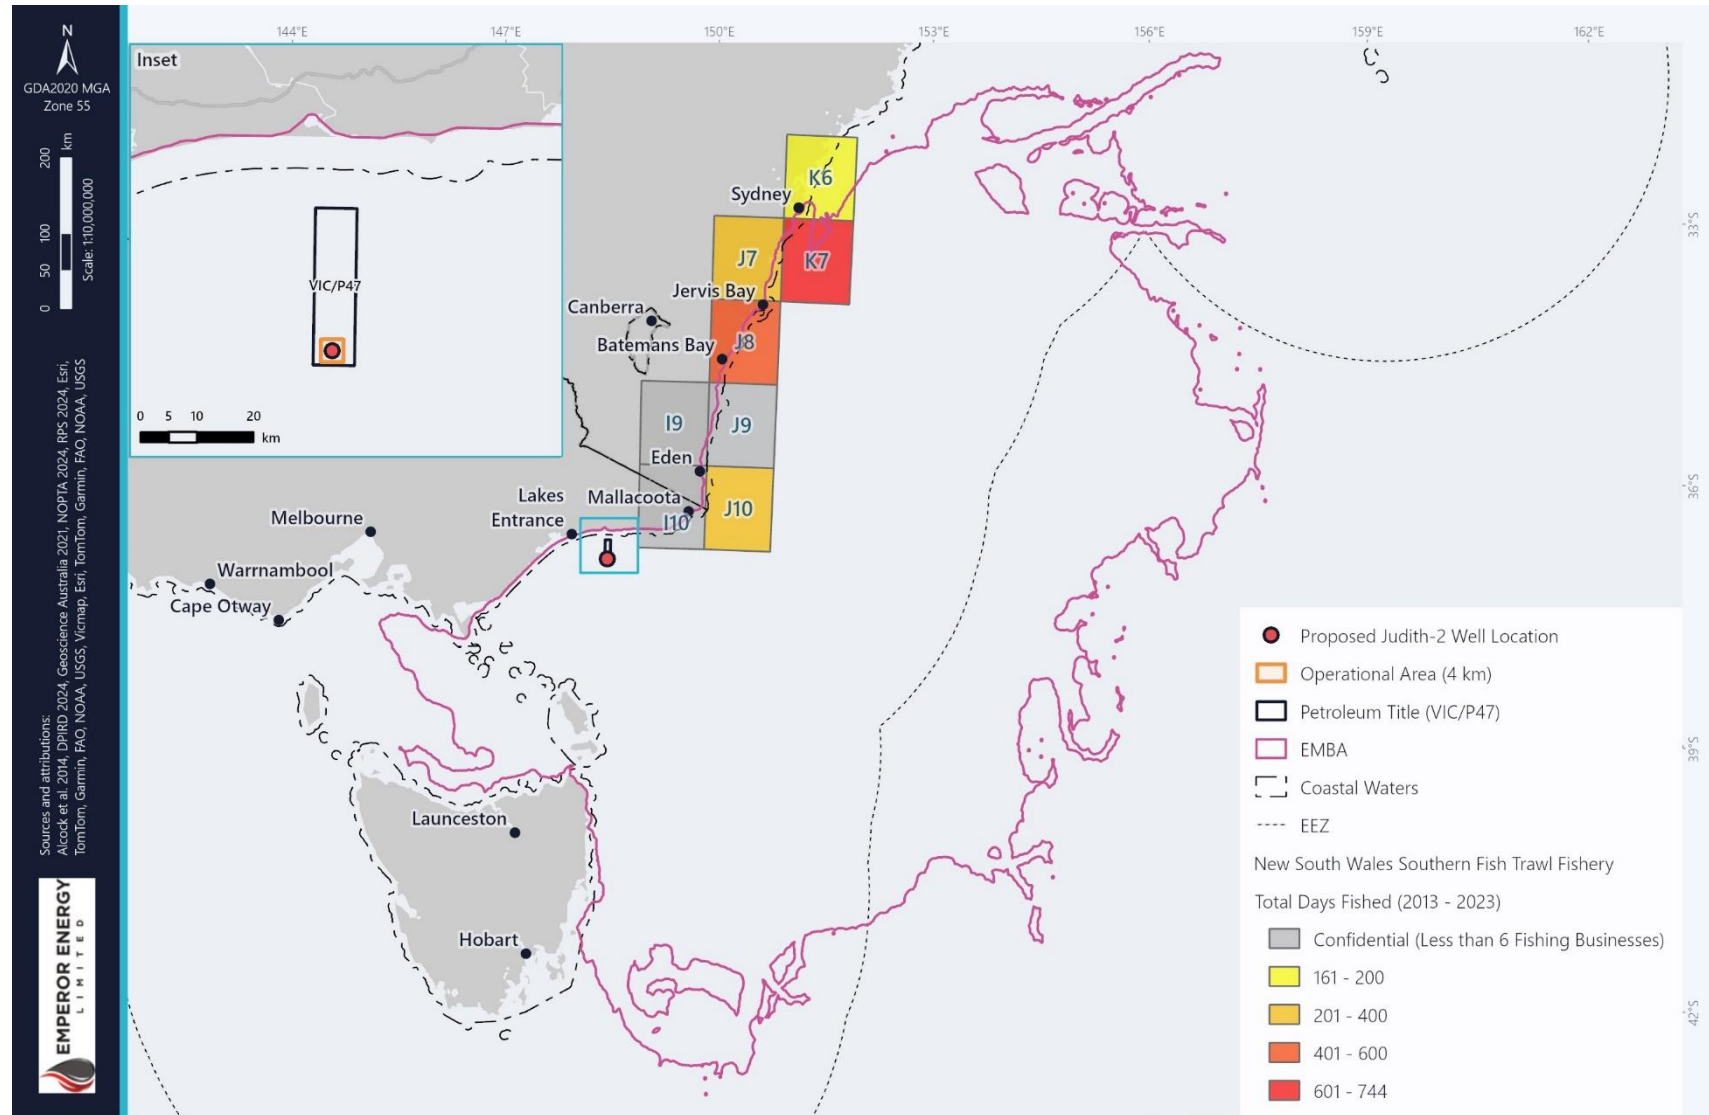 N
GDA2020 MGA
Zone 55
0 50 100 200
km
Scale: 1:10,000,000
Sources and attributions:
Alcock et al. 2014, DPIRD 2024, Geoscience Australia 2021, NOPTA 2024, RPS 2024, Esri,
TomTom, Garmin, FAO, NOAA, USGS, Vicmap, Esri, TomTom, Garmin, FAO, NOAA, USGS
EMPEROR ENERGY
LIMITED
144°E 147°E 150°E 153°E 156°E 159°E 162°E
Inset
VIC/P47
0 5 10 20
km
K6
Sydney
33°S
J7
K7
Jervis Bay
Canberra
Batemans Bay
J8
I9
J9
Eden
36°S
Lakes
Entrance
Mallacoota
J10
I10
Melbourne
Warrnambool
Cape Otway
39°S
Launceston
Hobart
42°S
Proposed Judith-2 Well Location
Operational Area (4 km)
Petroleum Title (VIC/P47)
EMBA
Coastal Waters
EEZ
New South Wales Southern Fish Trawl Fishery
Total Days Fished (2013 - 2023)
Confidential (Less than 6 Fishing Businesses)
161 - 200
201 - 400
401 - 600
601 - 744